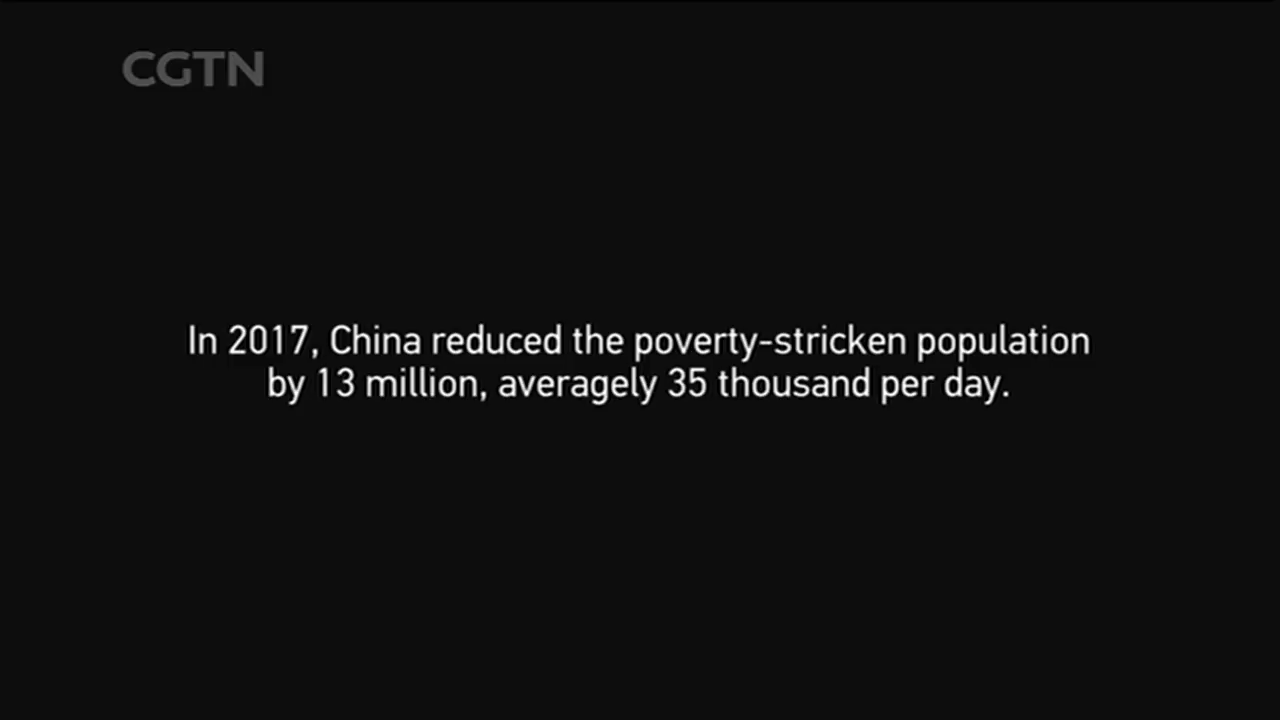 CGTN
In 2017, China reduced the poverty-stricken population
by 13 million, averagely 35 thousand per day.